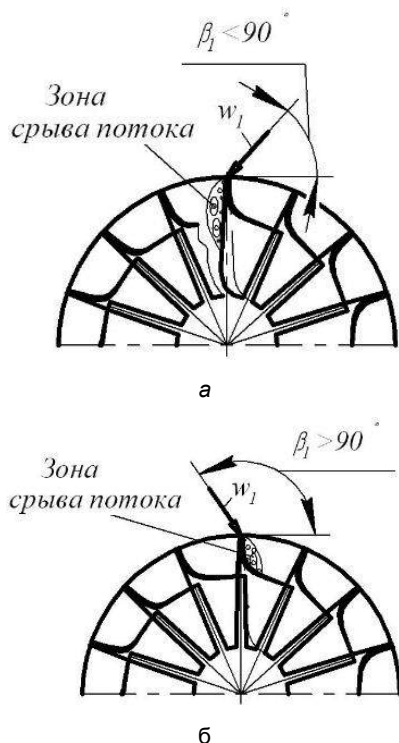 β₁<90°
Зона
срыва потока
w₁
а
β₁>90°
Зона
срыва потока
w₁
б